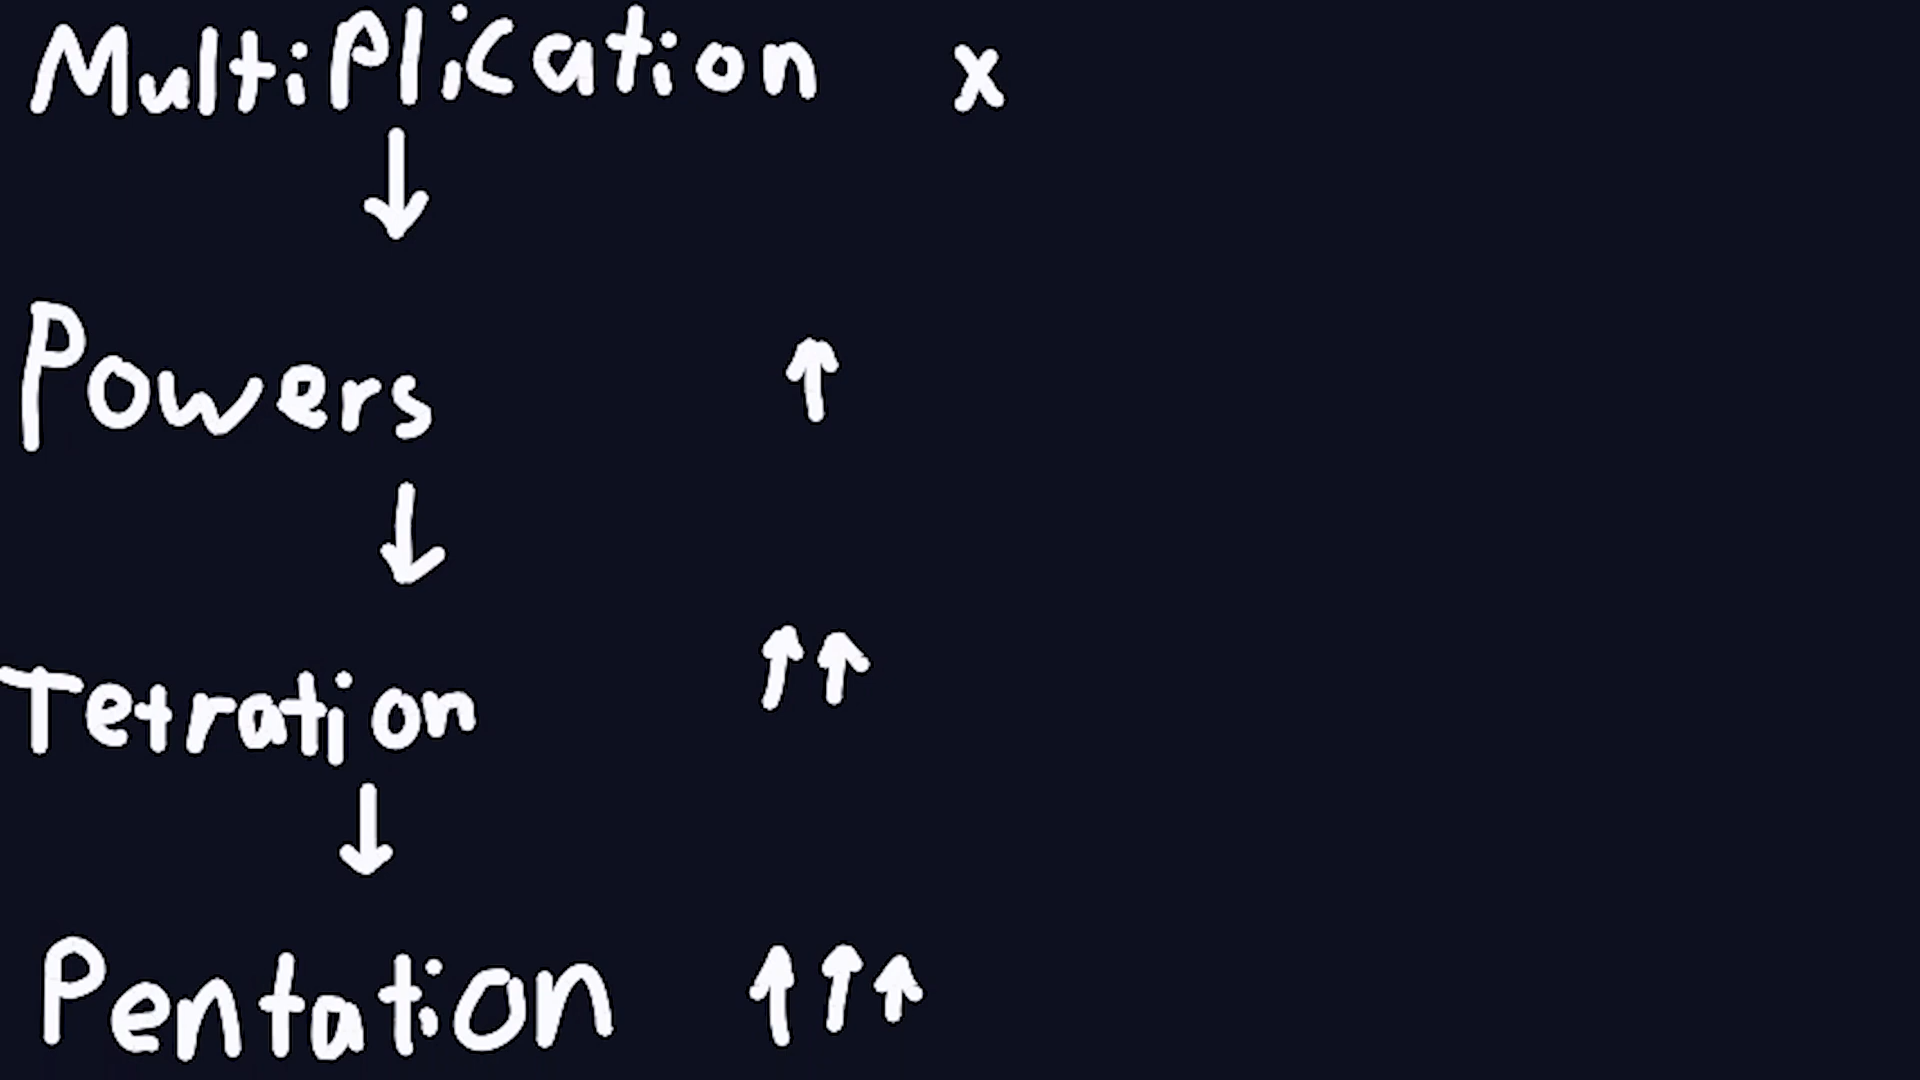 Multiplication x
↓
Powers ↑
↓
Tetration ↑↑
↓
Pentation ↑↑↑